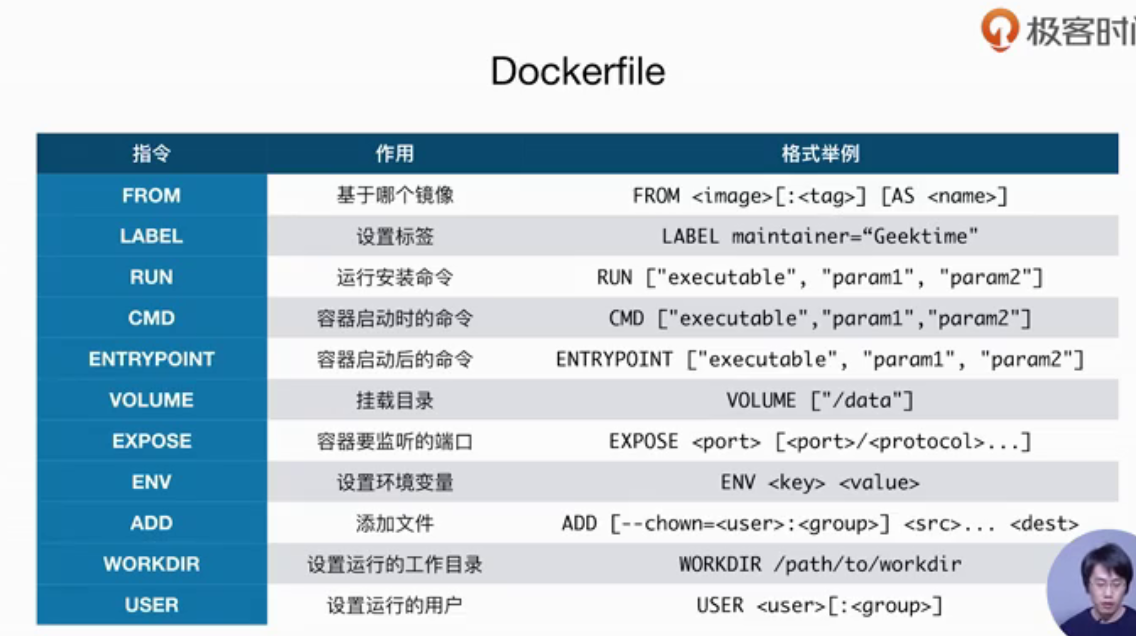 极客时间
Dockerfile
指令 作用 格式举例
FROM 基于哪个镜像 FROM <image>[:<tag>] [AS <name>]
LABEL 设置标签 LABEL maintainer=“Geektime"
RUN 运行安装命令 RUN ["executable", "param1", "param2"]
CMD 容器启动时的命令 CMD ["executable","param1","param2"]
ENTRYPOINT 容器启动后的命令 ENTRYPOINT ["executable", "param1", "param2"]
VOLUME 挂载目录 VOLUME ["/data"]
EXPOSE 容器要监听的端口 EXPOSE <port> [<port>/<protocol>...]
ENV 设置环境变量 ENV <key> <value>
ADD 添加文件 ADD [--chown=<user>:<group>] <src>... <dest>
WORKDIR 设置运行的工作目录 WORKDIR /path/to/workdir
USER 设置运行的用户 USER <user>[:<group>]